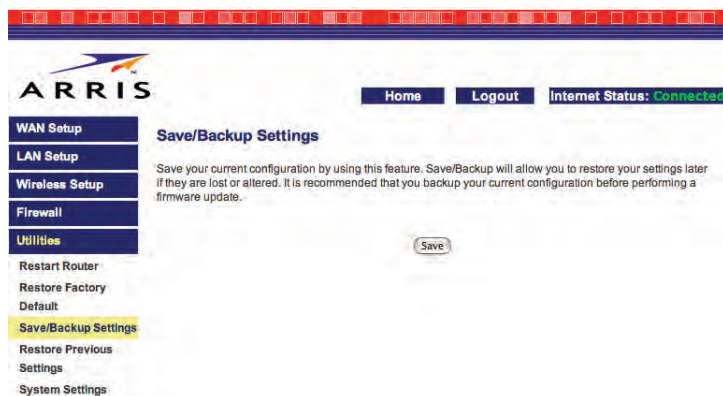 ARRIS
Home
Logout
Internet Status: Connected
WAN Setup
LAN Setup
Wireless Setup
Firewall
Utilities
Restart Router
Restore Factory
Default
Save/Backup Settings
Restore Previous
Settings
System Settings
Save/Backup Settings
Save your current configuration by using this feature. Save/Backup will allow you to restore your settings later
if they are lost or altered. It is recommended that you backup your current configuration before performing a
firmware update.
Save